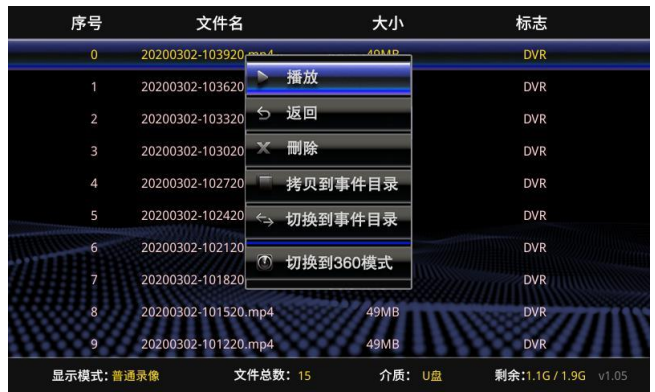 序号 文件名 大小 标志
0 20200302-103920.mp4 49MB DVR
播放
1 20200302-103620 DVR
2 20200302-103320 返回 DVR
3 20200302-103020 删除 DVR
4 20200302-102720 拷贝到事件目录 DVR
5 20200302-102420 切换到事件目录 DVR
6 20200302-102120 DVR
切换到360模式
7 20200302-101820 DVR
8 20200302-101520.mp4 49MB DVR
9 20200302-101220.mp4 49MB DVR
显示模式: 普通录像 文件总数: 15 介质: U盘 剩余:1.1G / 1.9G v1.05